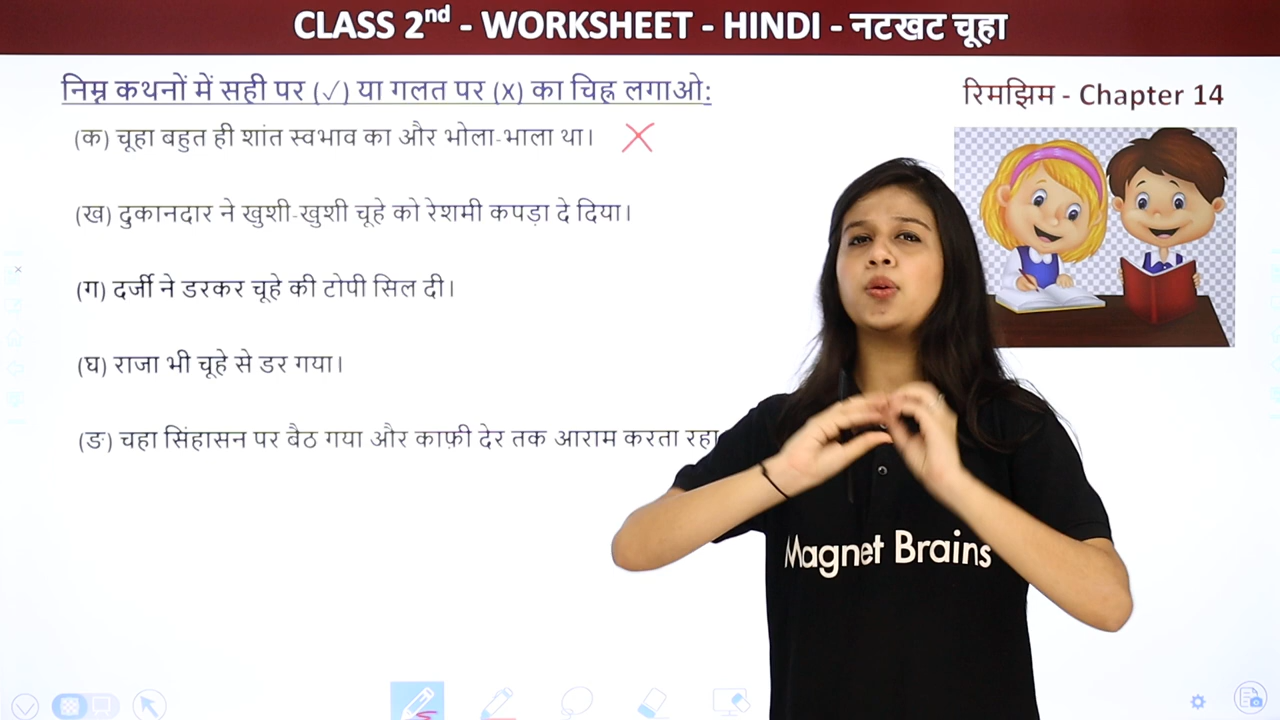 CLASS 2nd - WORKSHEET - HINDI - नटखट चूहा
निम्न कथनों में सही पर (✓) या गलत पर (x) का चिह्न लगाओ:
रिमझिम - Chapter 14
(क) चूहा बहुत ही शांत स्वभाव का और भोला-भाला था। X
(ख) दुकानदार ने खुशी-खुशी चूहे को रेशमी कपड़ा दे दिया।
(ग) दर्जी ने डरकर चूहे की टोपी सिल दी।
(घ) राजा भी चूहे से डर गया।
(ङ) चहा सिंहासन पर बैठ गया और काफ़ी देर तक आराम करता रहा
Magnet Brains